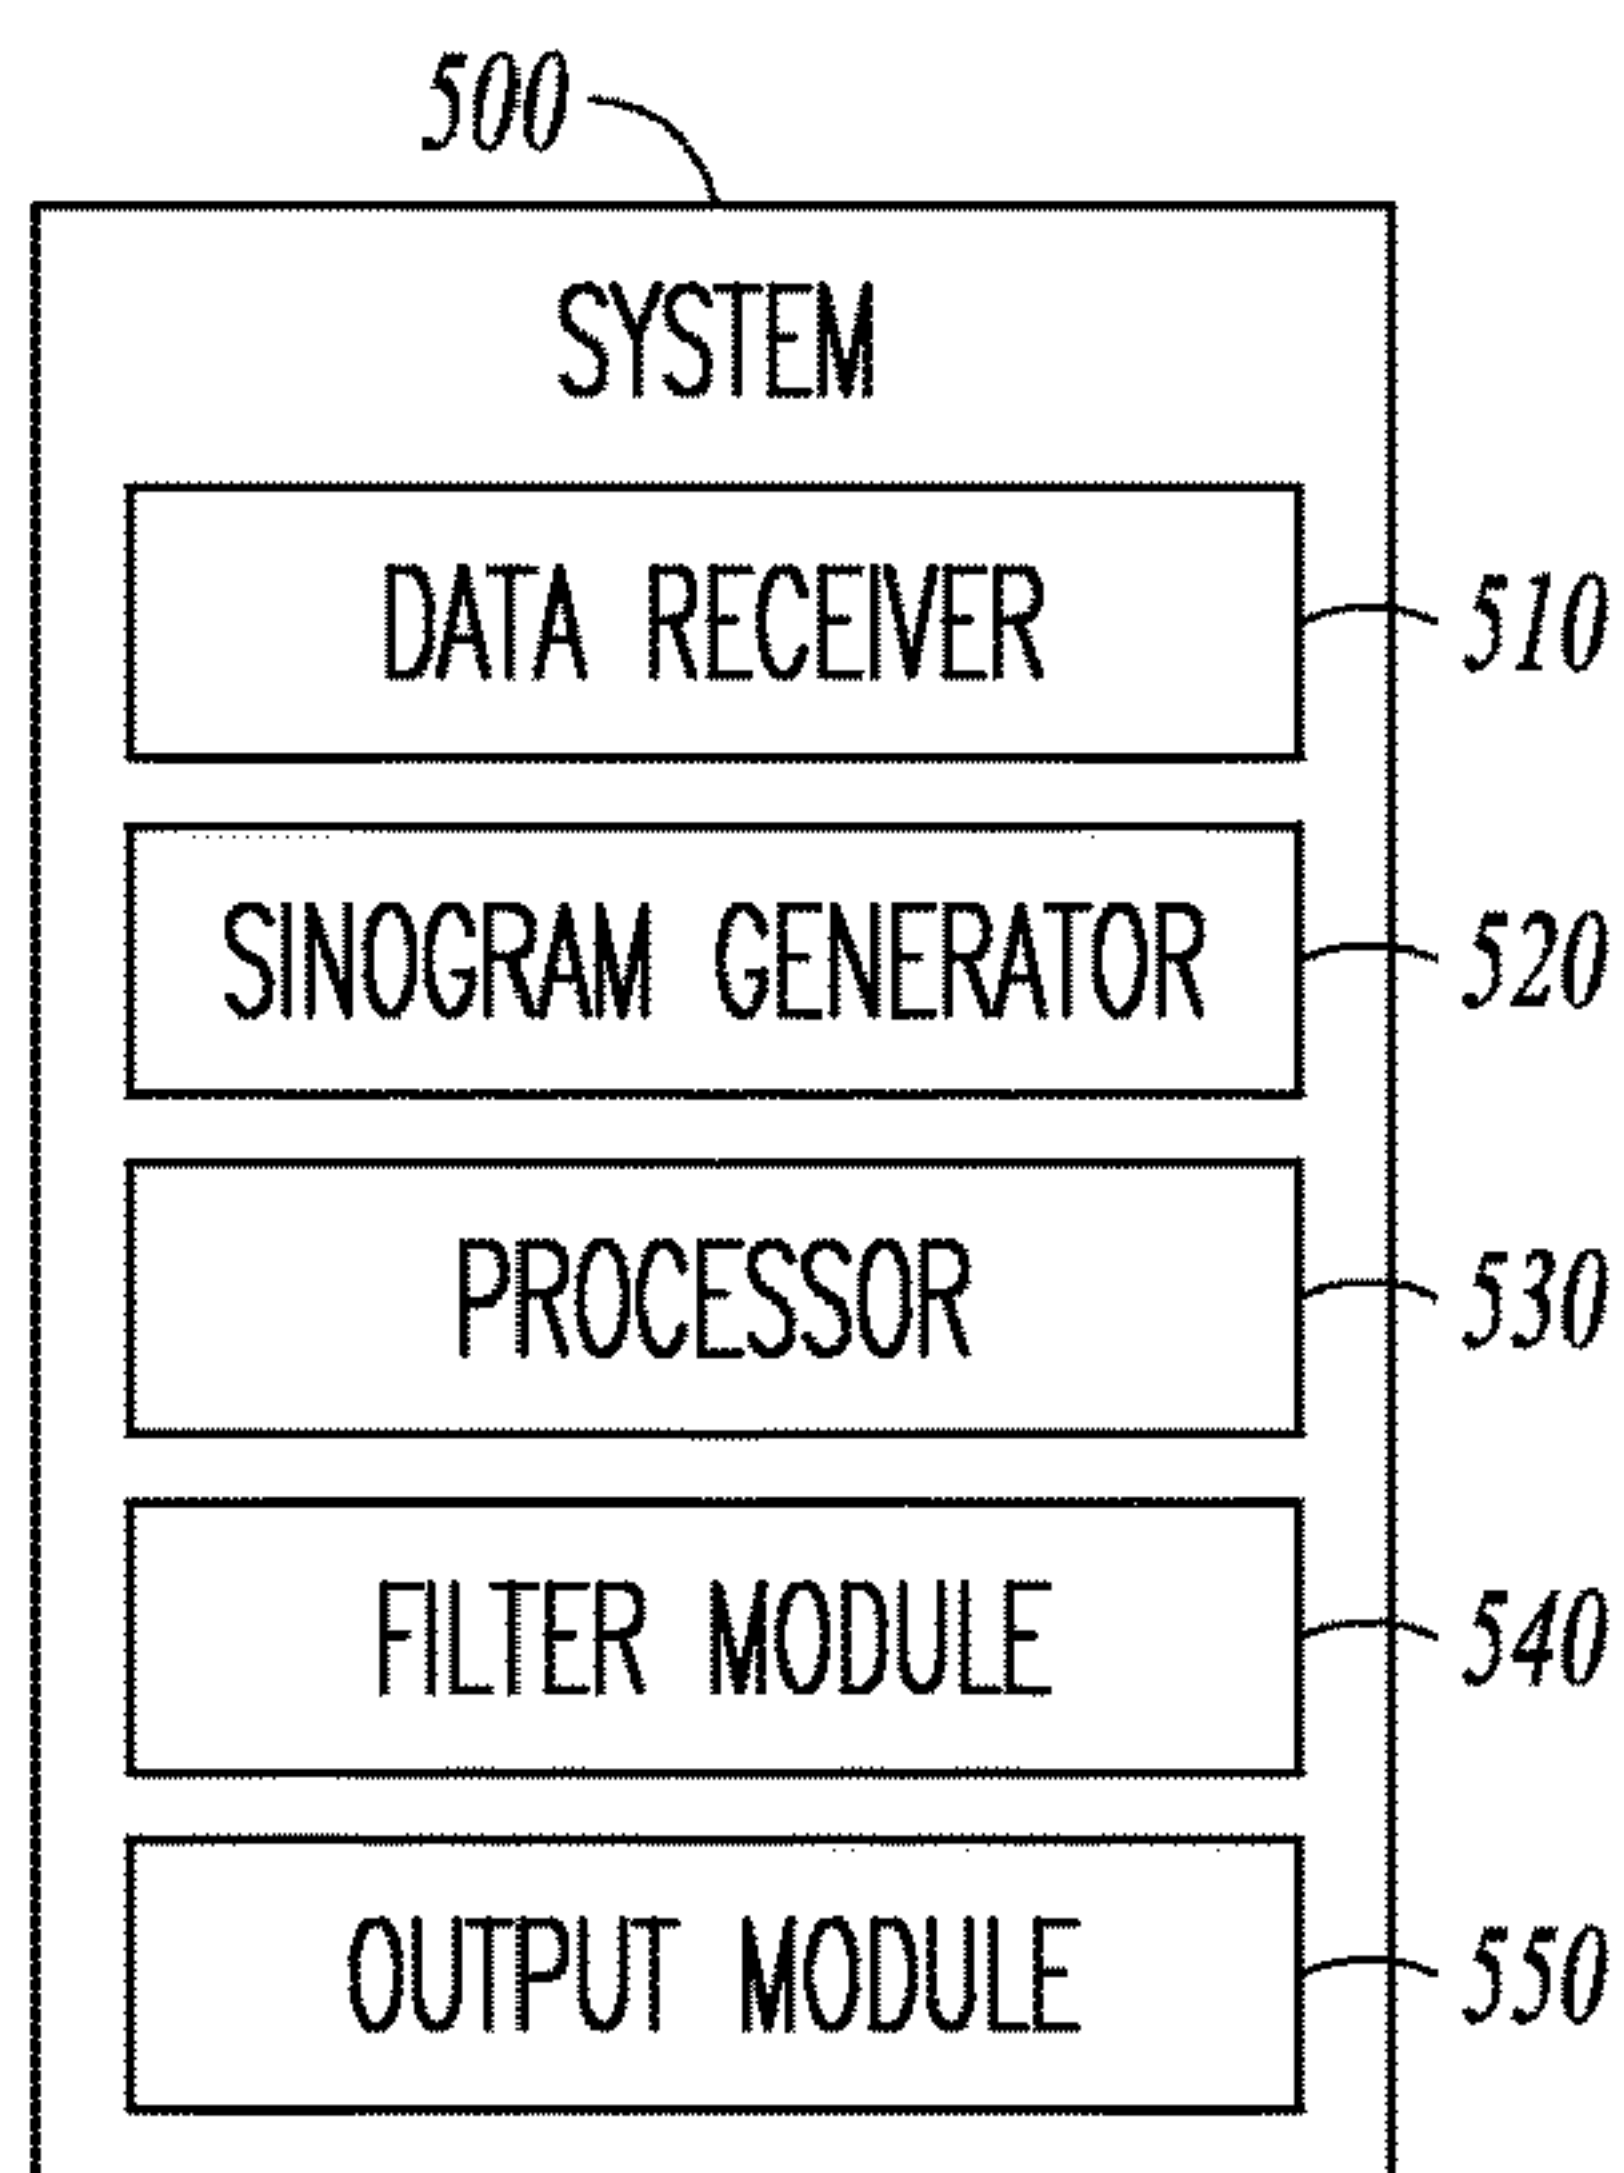 500
SYSTEM
DATA RECEIVER 510
SINOGRAM GENERATOR 520
PROCESSOR 530
FILTER MODULE 540
OUTPUT MODULE 550